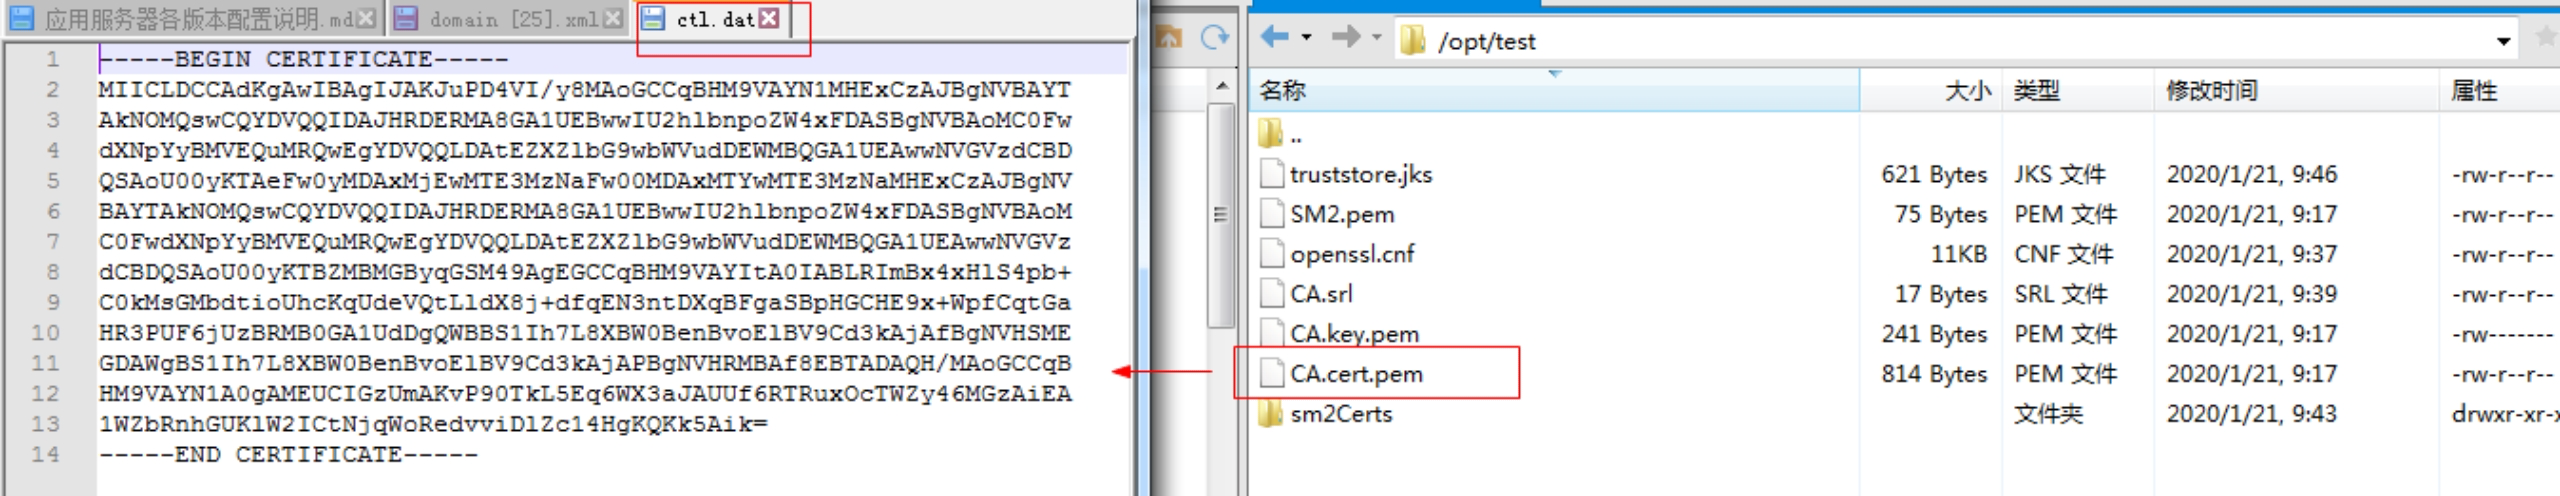 应用服务器各版本配置说明.md domain [25].xml ctl.dat
1 -----BEGIN CERTIFICATE-----
2 MIICLDCCAdKgAwIBAgIJAKJuPD4VI/y8MAoGCCqBHM9VAYN1MHExCzAJBgNVBAYT
3 AkNOMQswCQYDVQQIDAJHRDERMA8GA1UEBwwIU2hlbnpoZW4xFDASBgNVBAoMC0Fw
4 dXNpYyBMVEQuMRQwEgYDVQQLDAtEZXZlbG9wbWVudDEWMBQGA1UEAwwNVGVzdCBD
5 QSAoU00yKTAeFw0yMDAxMjEwMTE3MzNaFw00MDAxMTYwMTE3MzNaMHExCzAJBgNV
6 BAYTAkNOMQswCQYDVQQIDAJHRDERMA8GA1UEBwwIU2hlbnpoZW4xFDASBgNVBAoM
7 C0FwdXNpYyBMVEQuMRQwEgYDVQQLDAtEZXZlbG9wbWVudDEWMBQGA1UEAwwNVGVz
8 dCBDQSAoU00yKTBZMBMGByqGSM49AgEGCCqBHM9VAYItA0IABLRImBx4xHlS4pb+
9 C0kMsGMbdtioUhcKqUdeVQtLldX8j+dfqEN3ntDXqBFgaSBpHGCHE9x+WpfCqtGa
10 HR3PUF6jUzBRMB0GA1UdDgQWBBS1Ih7L8XBW0BenBvoElBV9Cd3kAjAfBgNVHSME
11 GDAWgBS1Ih7L8XBW0BenBvoElBV9Cd3kAjAPBgNVHRMBAf8EBTADAQH/MAoGCCqB
12 HM9VAYN1A0gAMEUCIGzUmAKvP90TkL5Eq6WX3aJAUUf6RTRuxOcTWZy46MGzAiEA
13 1WZbRnhGUKlW2ICtNjqWoRedvviDlZc14HgKQKk5Aik=
14 -----END CERTIFICATE-----
/opt/test
名称 大小 类型 修改时间 属性
..
truststore.jks 621 Bytes JKS 文件 2020/1/21, 9:46 -rw-r--r--
SM2.pem 75 Bytes PEM 文件 2020/1/21, 9:17 -rw-r--r--
openssl.cnf 11KB CNF 文件 2020/1/21, 9:37 -rw-r--r--
CA.srl 17 Bytes SRL 文件 2020/1/21, 9:39 -rw-r--r--
CA.key.pem 241 Bytes PEM 文件 2020/1/21, 9:17 -rw-------
CA.cert.pem 814 Bytes PEM 文件 2020/1/21, 9:17 -rw-r--r--
sm2Certs 文件夹 2020/1/21, 9:43 drwxr-xr-x